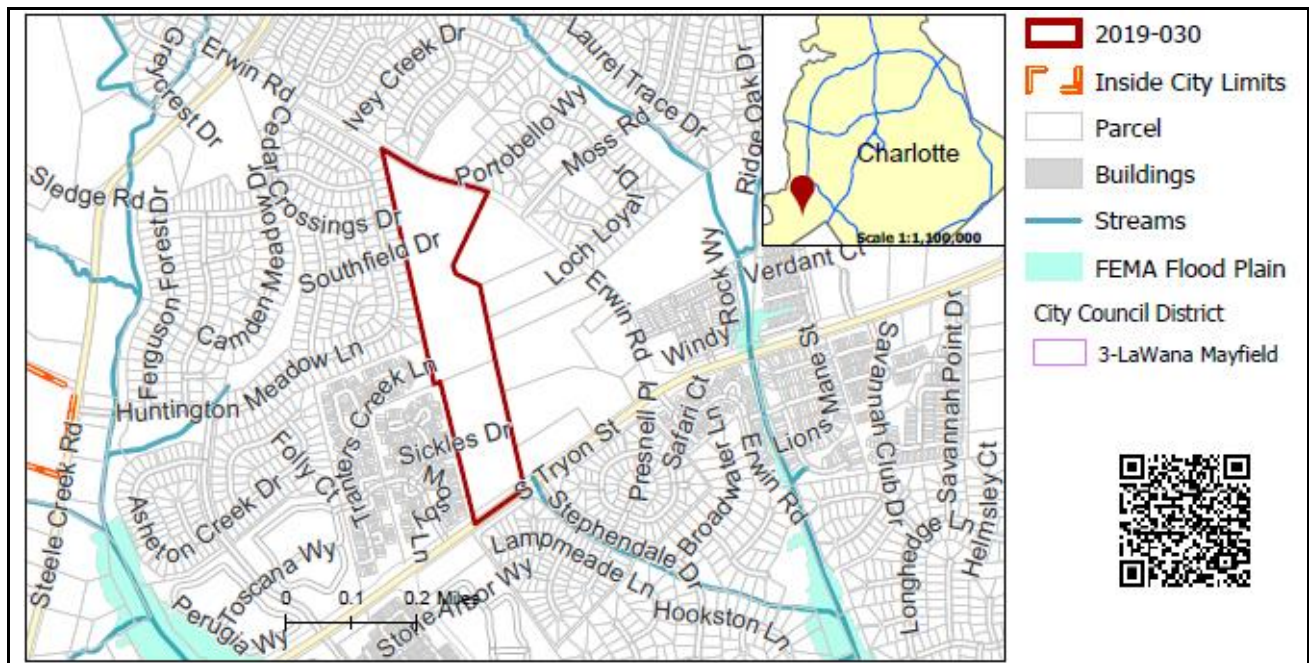 Greycrest Dr
Erwin Rd
Ivey Creek Dr
Laurel Trace Dr
Ridge Oak Dr
Portobello Wy
Moss Rd
Sledge Rd
Ferguson Forest Dr
Camden Meadow Dr
Cedar Crossings Dr
Southfield Dr
Loch Loyal Dr
Erwin Rd
Windy Rock Wy
Verdant Ct
Huntington Meadow Ln
Tranters Creek Ln
Sickles Dr
Mosby Ln
S Tryon St
Presnell Pl
Safari Ct
Broadwater Ln
Erwin Rd
Lions Mane St
Savannah Club Dr
Savannah Point Dr
Steele Creek Rd
Folly Ct
Asheton Creek Dr
Toscana Wy
Perugia Wy
Stephendale Dr
Lampmeade Ln
Hookston Ln
Stone Arbor Wy
Longhedge Ln
Helmsley Ct
0 0.1 0.2 Miles
Charlotte
Scale 1:1,100,000
2019-030
Inside City Limits
Parcel
Buildings
Streams
FEMA Flood Plain
City Council District
3-LaWana Mayfield